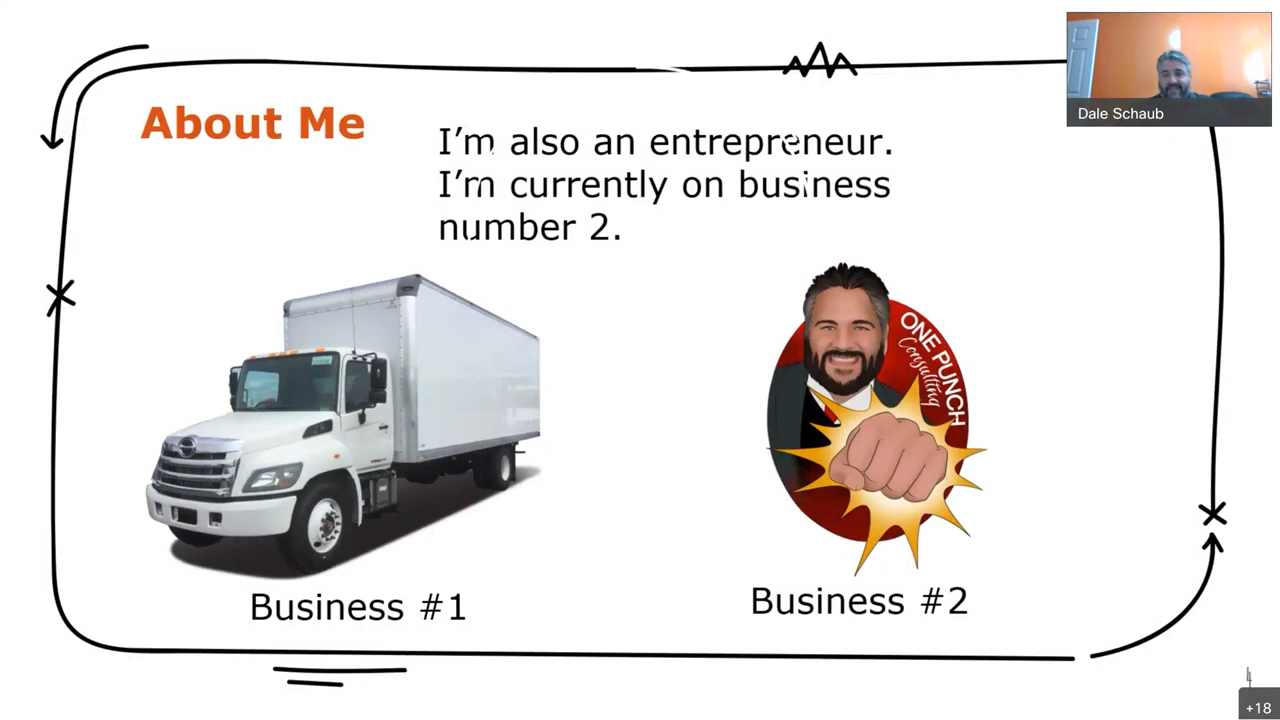 About Me
I'm also an entrepreneur.
I'm currently on business
number 2.
Dale Schaub
ONE PUNCH
Consulting
Business #1
Business #2
+18